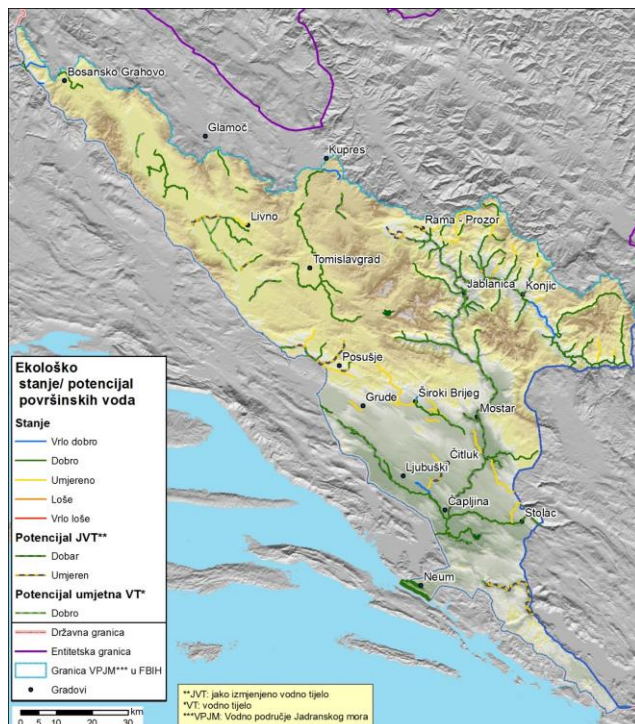 Bosansko Grahovo
Glamoč
Kupres
Livno
Rama - Prozor
Tomislavgrad
Jablanica
Konjic
Posušje
Grude
Široki Brijeg
Mostar
Čitluk
Ljubuški
Čapljina
Stolac
Neum
Ekološko
stanje/ potencijal
površinskih voda
Stanje
Vrlo dobro
Dobro
Umjereno
Loše
Vrlo loše
Potencijal JVT**
Dobar
Umjeren
Potencijal umjetna VT*
Dobro
Državna granica
Entitetska granica
Granica VPJM*** u FBIH
Gradovi
km
0 5 10 20 30
**JVT: jako izmjenjeno vodno tijelo
*VT: vodno tijelo
***VPJM: Vodno područje Jadranskog mora